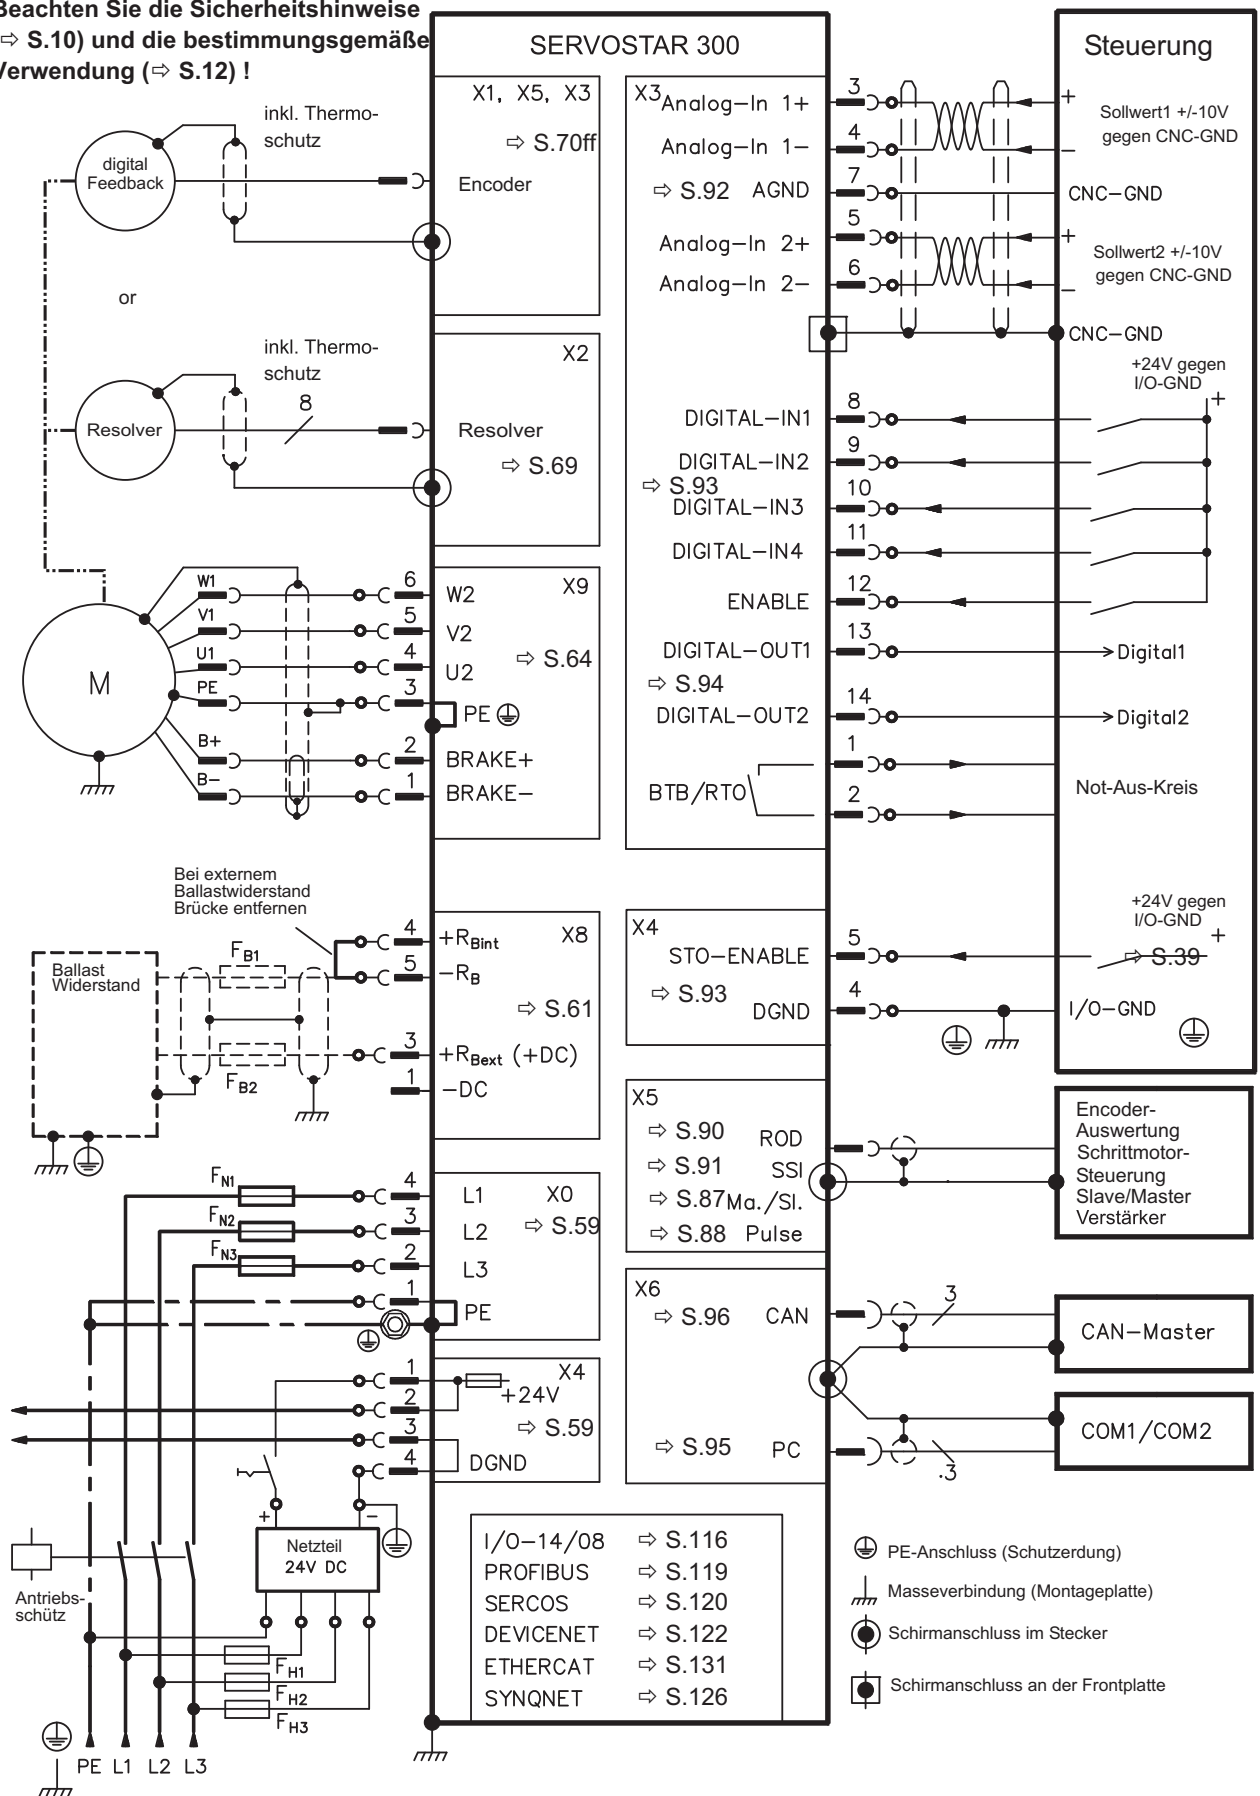 Beachten Sie die Sicherheitshinweise
(⇨ S.10) und die bestimmungsgemäße
Verwendung (⇨ S.12) !
SERVOSTAR 300
Steuerung
X1, X5, X3
⇨ S.70ff
Encoder
inkl. Thermo-
schutz
digital
Feedback
or
inkl. Thermo-
schutz
8
Resolver
X2
Resolver
⇨ S.69
X9
M
W1
6
W2
V1
5
V2
U1
4
U2
⇨ S.64
PE
3
PE
B+
2
BRAKE+
B-
1
BRAKE-
Bei externem
Ballastwiderstand
Brücke entfernen
Ballast
Widerstand
FB1
FB2
X8
4
+RBint
5
-RB
⇨ S.61
3
+RBext (+DC)
1
-DC
X0
FN1
4
L1
⇨ S.59
FN2
3
L2
FN3
2
L3
1
PE
X4
1
+24V
2
⇨ S.59
3
4
DGND
+
-
Netzteil
24V DC
Antriebs-
schütz
FH1
FH2
FH3
PE L1 L2 L3
X3
Analog-In 1+
3
+
Sollwert1 +/-10V
gegen CNC-GND
Analog-In 1-
4
-
⇨ S.92
AGND
7
CNC-GND
Analog-In 2+
5
+
Sollwert2 +/-10V
gegen CNC-GND
Analog-In 2-
6
-
CNC-GND
+24V gegen
I/O-GND
+
DIGITAL-IN1
8
DIGITAL-IN2
9
⇨ S.93
DIGITAL-IN3
10
DIGITAL-IN4
11
ENABLE
12
DIGITAL-OUT1
13
Digital1
⇨ S.94
DIGITAL-OUT2
14
Digital2
BTB/RTO
1
2
Not-Aus-Kreis
X4
STO-ENABLE
5
+24V gegen
I/O-GND
+
⇨ S.39
⇨ S.93
DGND
4
I/O-GND
X5
⇨ S.90 ROD
⇨ S.91 SSI
⇨ S.87 Ma./Sl.
⇨ S.88 Pulse
Encoder-
Auswertung
Schrittmotor-
Steuerung
Slave/Master
Verstärker
X6
⇨ S.96 CAN
3
CAN-Master
⇨ S.95 PC
.3
COM1/COM2
I/O-14/08 ⇨ S.116
PROFIBUS ⇨ S.119
SERCOS ⇨ S.120
DEVICENET ⇨ S.122
ETHERCAT ⇨ S.131
SYNQNET ⇨ S.126
PE-Anschluss (Schutzerdung)
Masseverbindung (Montageplatte)
Schirmanschluss im Stecker
Schirmanschluss an der Frontplatte